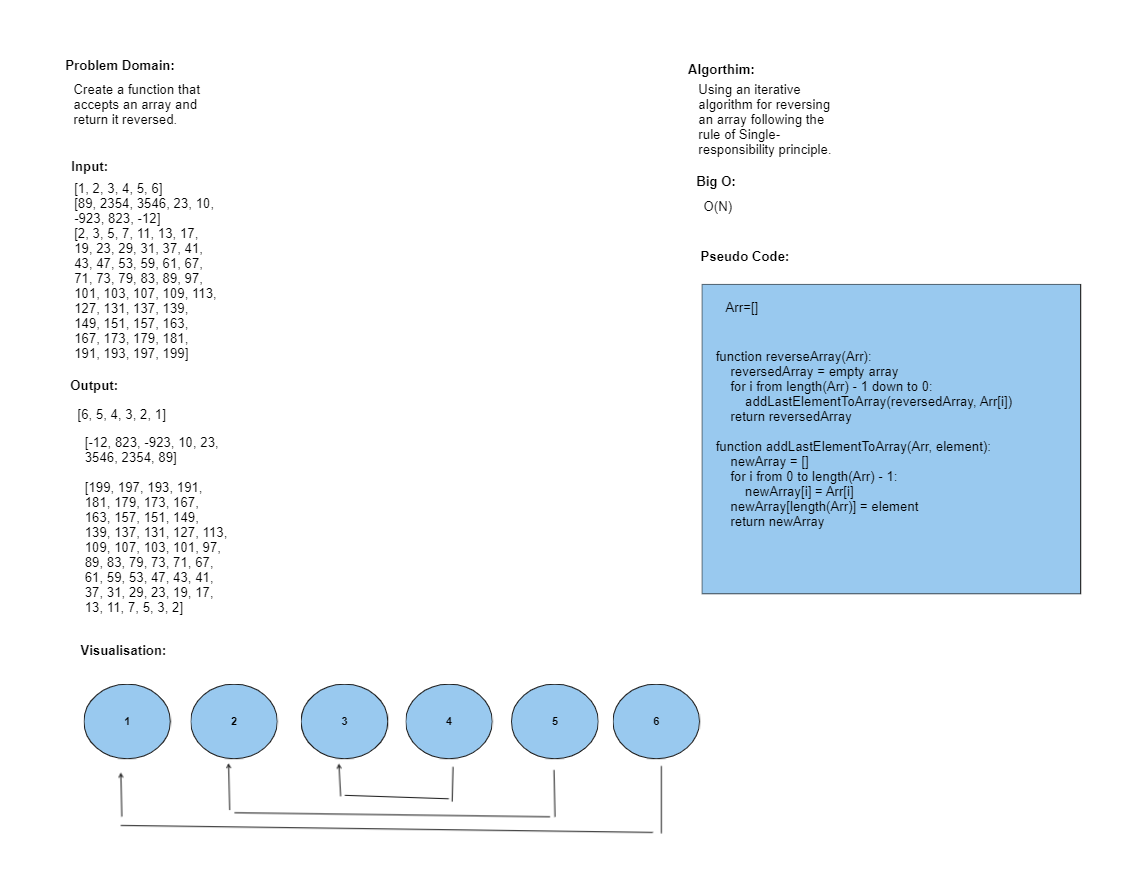 Problem Domain:
Create a function that
accepts an array and
return it reversed.
Input:
[1, 2, 3, 4, 5, 6]
[89, 2354, 3546, 23, 10,
-923, 823, -12]
[2, 3, 5, 7, 11, 13, 17,
19, 23, 29, 31, 37, 41,
43, 47, 53, 59, 61, 67,
71, 73, 79, 83, 89, 97,
101, 103, 107, 109, 113,
127, 131, 137, 139,
149, 151, 157, 163,
167, 173, 179, 181,
191, 193, 197, 199]
Output:
[6, 5, 4, 3, 2, 1]
[-12, 823, -923, 10, 23,
3546, 2354, 89]
[199, 197, 193, 191,
181, 179, 173, 167,
163, 157, 151, 149,
139, 137, 131, 127, 113,
109, 107, 103, 101, 97,
89, 83, 79, 73, 71, 67,
61, 59, 53, 47, 43, 41,
37, 31, 29, 23, 19, 17,
13, 11, 7, 5, 3, 2]
Visualisation:
1 2 3 4 5 6
Algorthim:
Using an iterative
algorithm for reversing
an array following the
rule of Single-
responsibility principle.
Big O:
O(N)
Pseudo Code:
Arr=[]
function reverseArray(Arr):
reversedArray = empty array
for i from length(Arr) - 1 down to 0:
addLastElementToArray(reversedArray, Arr[i])
return reversedArray
function addLastElementToArray(Arr, element):
newArray = []
for i from 0 to length(Arr) - 1:
newArray[i] = Arr[i]
newArray[length(Arr)] = element
return newArray